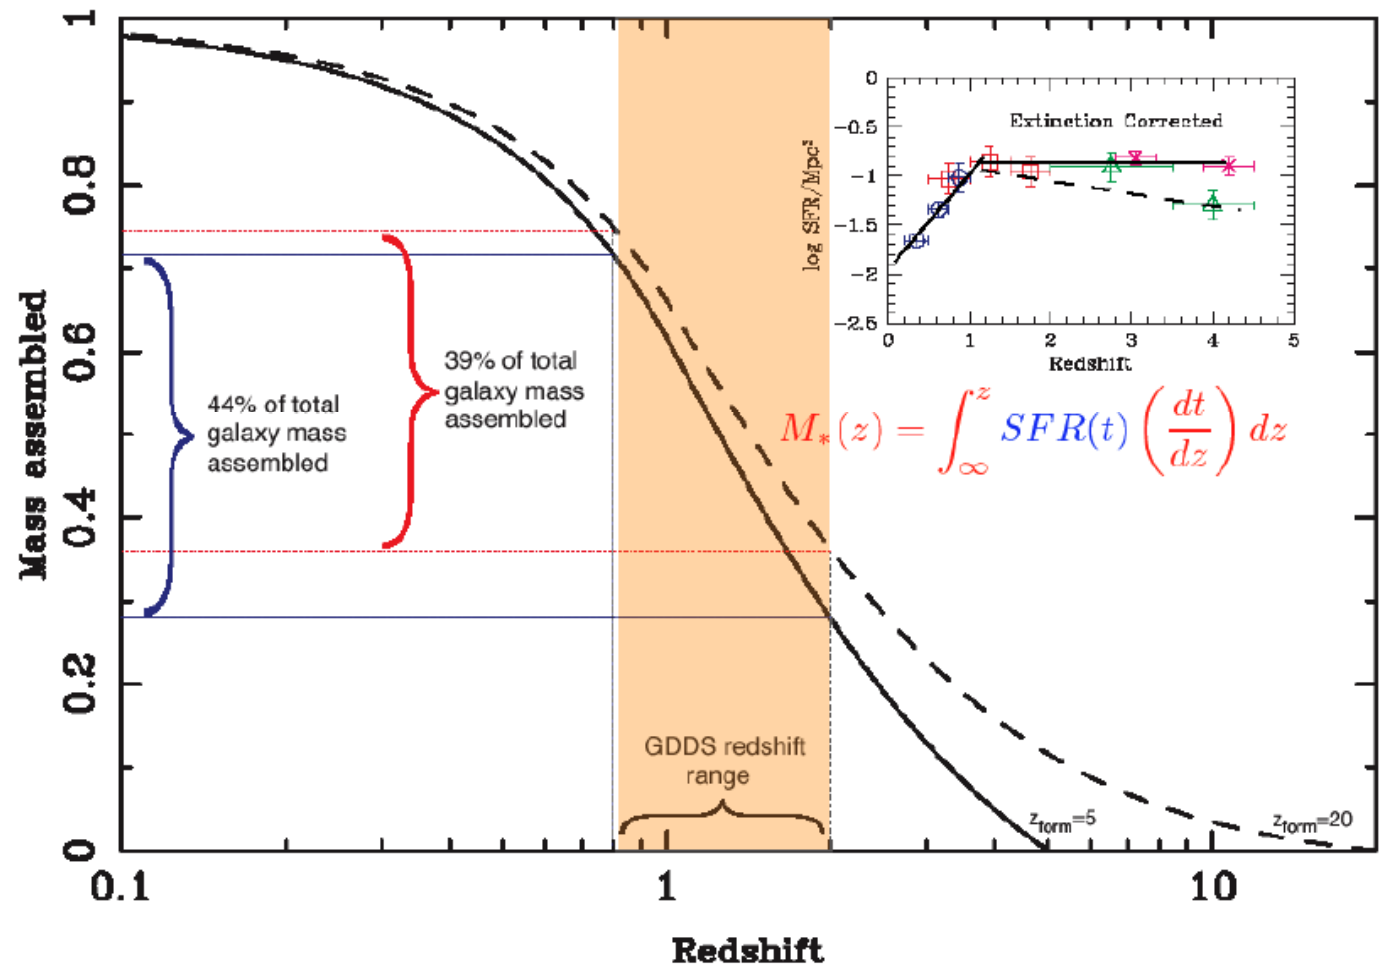 1
0.8
0.6
0.4
0.2
0
Mass assembled
0.1
1
10
Redshift
44% of total
galaxy mass
assembled
39% of total
galaxy mass
assembled
GDDS redshift
range
z_form=5
z_form=20
0
−0.5
−1
−1.5
−2
−2.5
log SFR/Mpc³
Extinction Corrected
0 1 2 3 4 5
Redshift
M_*(z) = ∫_∞^z SFR(t) (dt/dz) dz